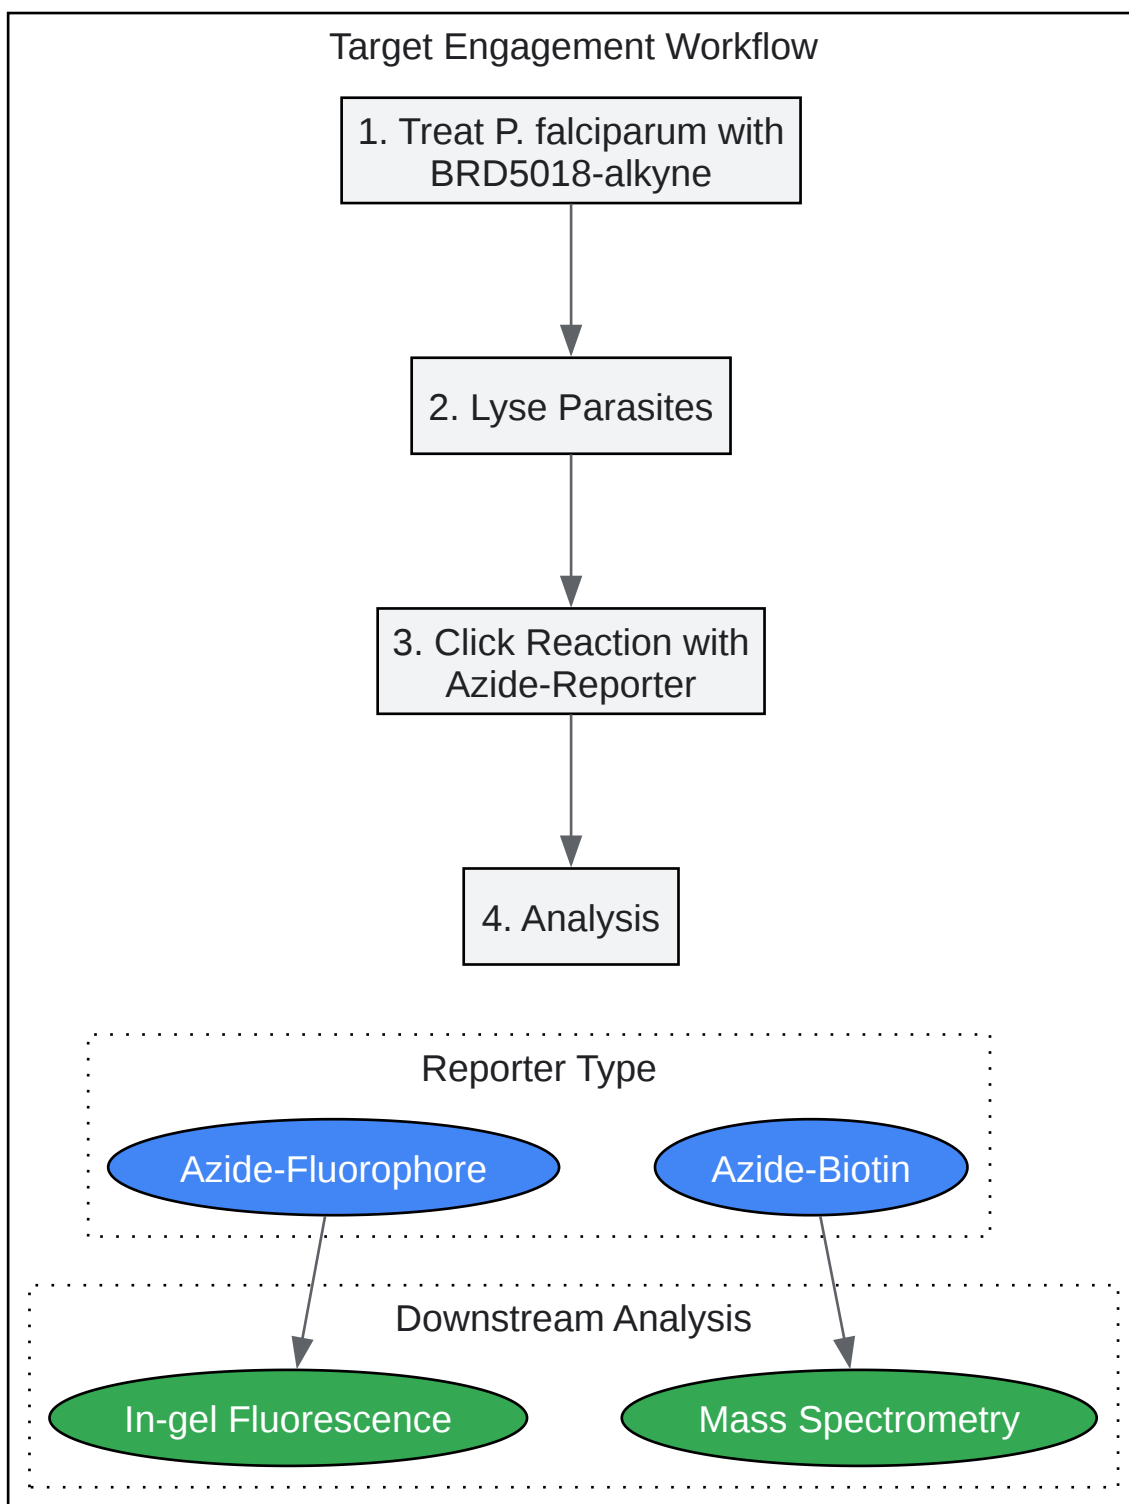 Target Engagement Workflow
1. Treat P. falciparum with
BRD5018-alkyne
2. Lyse Parasites
3. Click Reaction with
Azide-Reporter
4. Analysis
Reporter Type
Azide-Fluorophore
Azide-Biotin
Downstream Analysis
In-gel Fluorescence
Mass Spectrometry